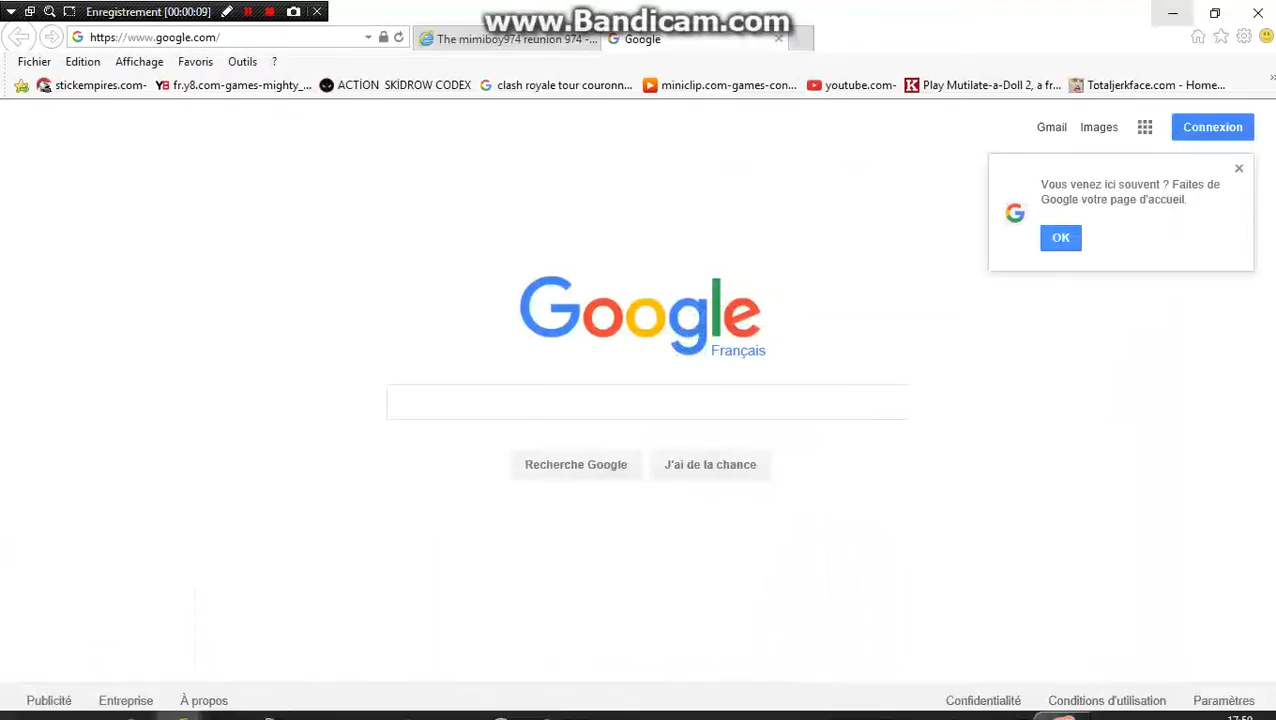 Enregistrement [00:00:09]
www.Bandicam.com
https://www.google.com/
The mimiboy974 reunion 974 -...
Google
Fichier Edition Affichage Favoris Outils ?
stickempires.com- fr.y8.com-games-mighty_... ACTİON SKİDROW CODEX clash royale tour couronn... miniclip.com-games-con... youtube.com- Play Mutilate-a-Doll 2, a fr... Totaljerkface.com - Home...
Gmail Images Connexion
Vous venez ici souvent ? Faites de
Google votre page d'accueil.
OK
Google
Français
Recherche Google J'ai de la chance
Publicité Entreprise À propos Confidentialité Conditions d'utilisation Paramètres